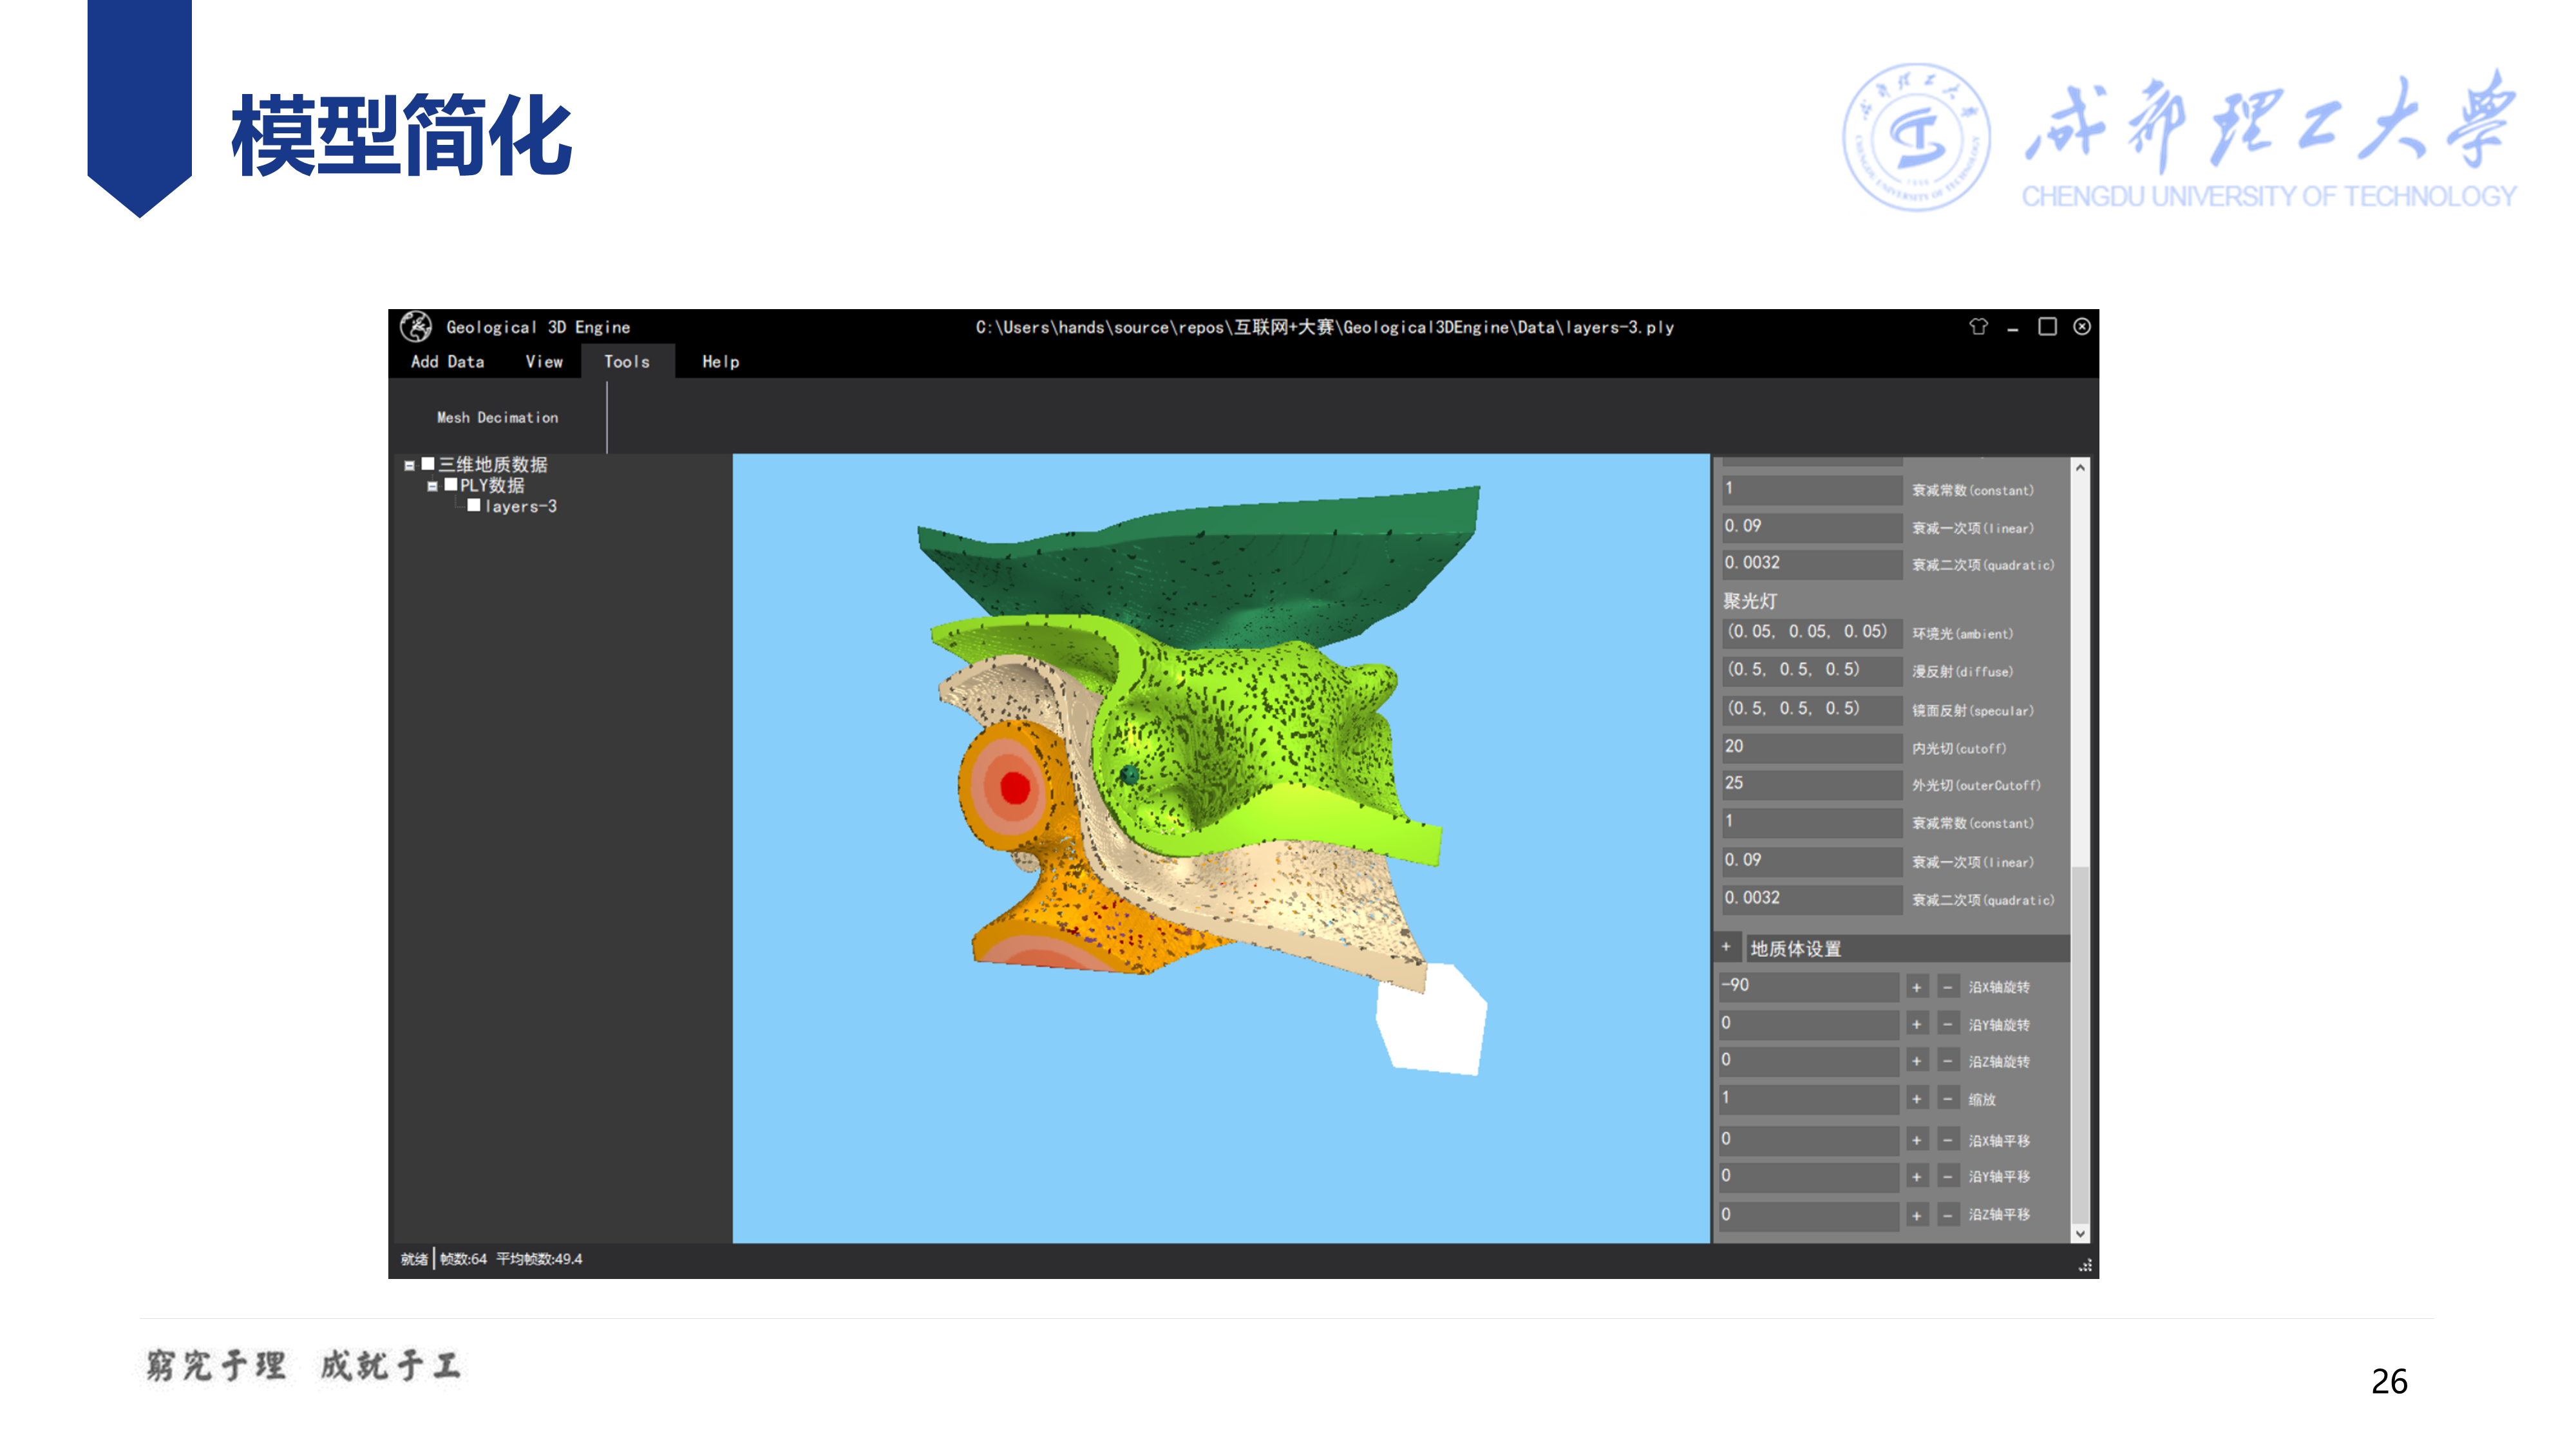 模型简化
成都理工大学
CHENGDU UNIVERSITY OF TECHNOLOGY
Geological 3D Engine
C:\Users\hands\source\repos\互联网+大赛\Geological3DEngine\Data\layers-3.ply
Add Data View Tools Help
Mesh Decimation
三维地质数据
PLY数据
layers-3
1 衰减常数(constant)
0.09 衰减一次项(linear)
0.0032 衰减二次项(quadratic)
聚光灯
(0.05, 0.05, 0.05) 环境光(ambient)
(0.5, 0.5, 0.5) 漫反射(diffuse)
(0.5, 0.5, 0.5) 镜面反射(specular)
20 内光切(cutoff)
25 外光切(outerCutoff)
1 衰减常数(constant)
0.09 衰减一次项(linear)
0.0032 衰减二次项(quadratic)
+ 地质体设置
-90 + - 沿X轴旋转
0 + - 沿Y轴旋转
0 + - 沿Z轴旋转
1 + - 缩放
0 + - 沿X轴平移
0 + - 沿Y轴平移
0 + - 沿Z轴平移
就绪 帧数:64 平均帧数:49.4
窮究于理 成就于工
26